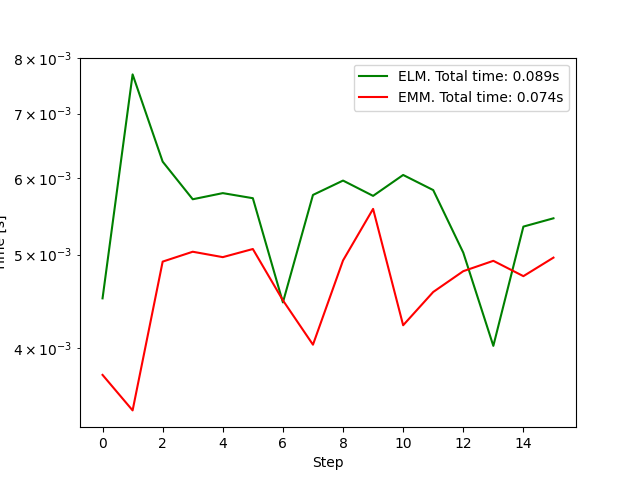 8 × 10⁻³
7 × 10⁻³
6 × 10⁻³
5 × 10⁻³
4 × 10⁻³
ELM. Total time: 0.089s
EMM. Total time: 0.074s
0 2 4 6 8 10 12 14
Step